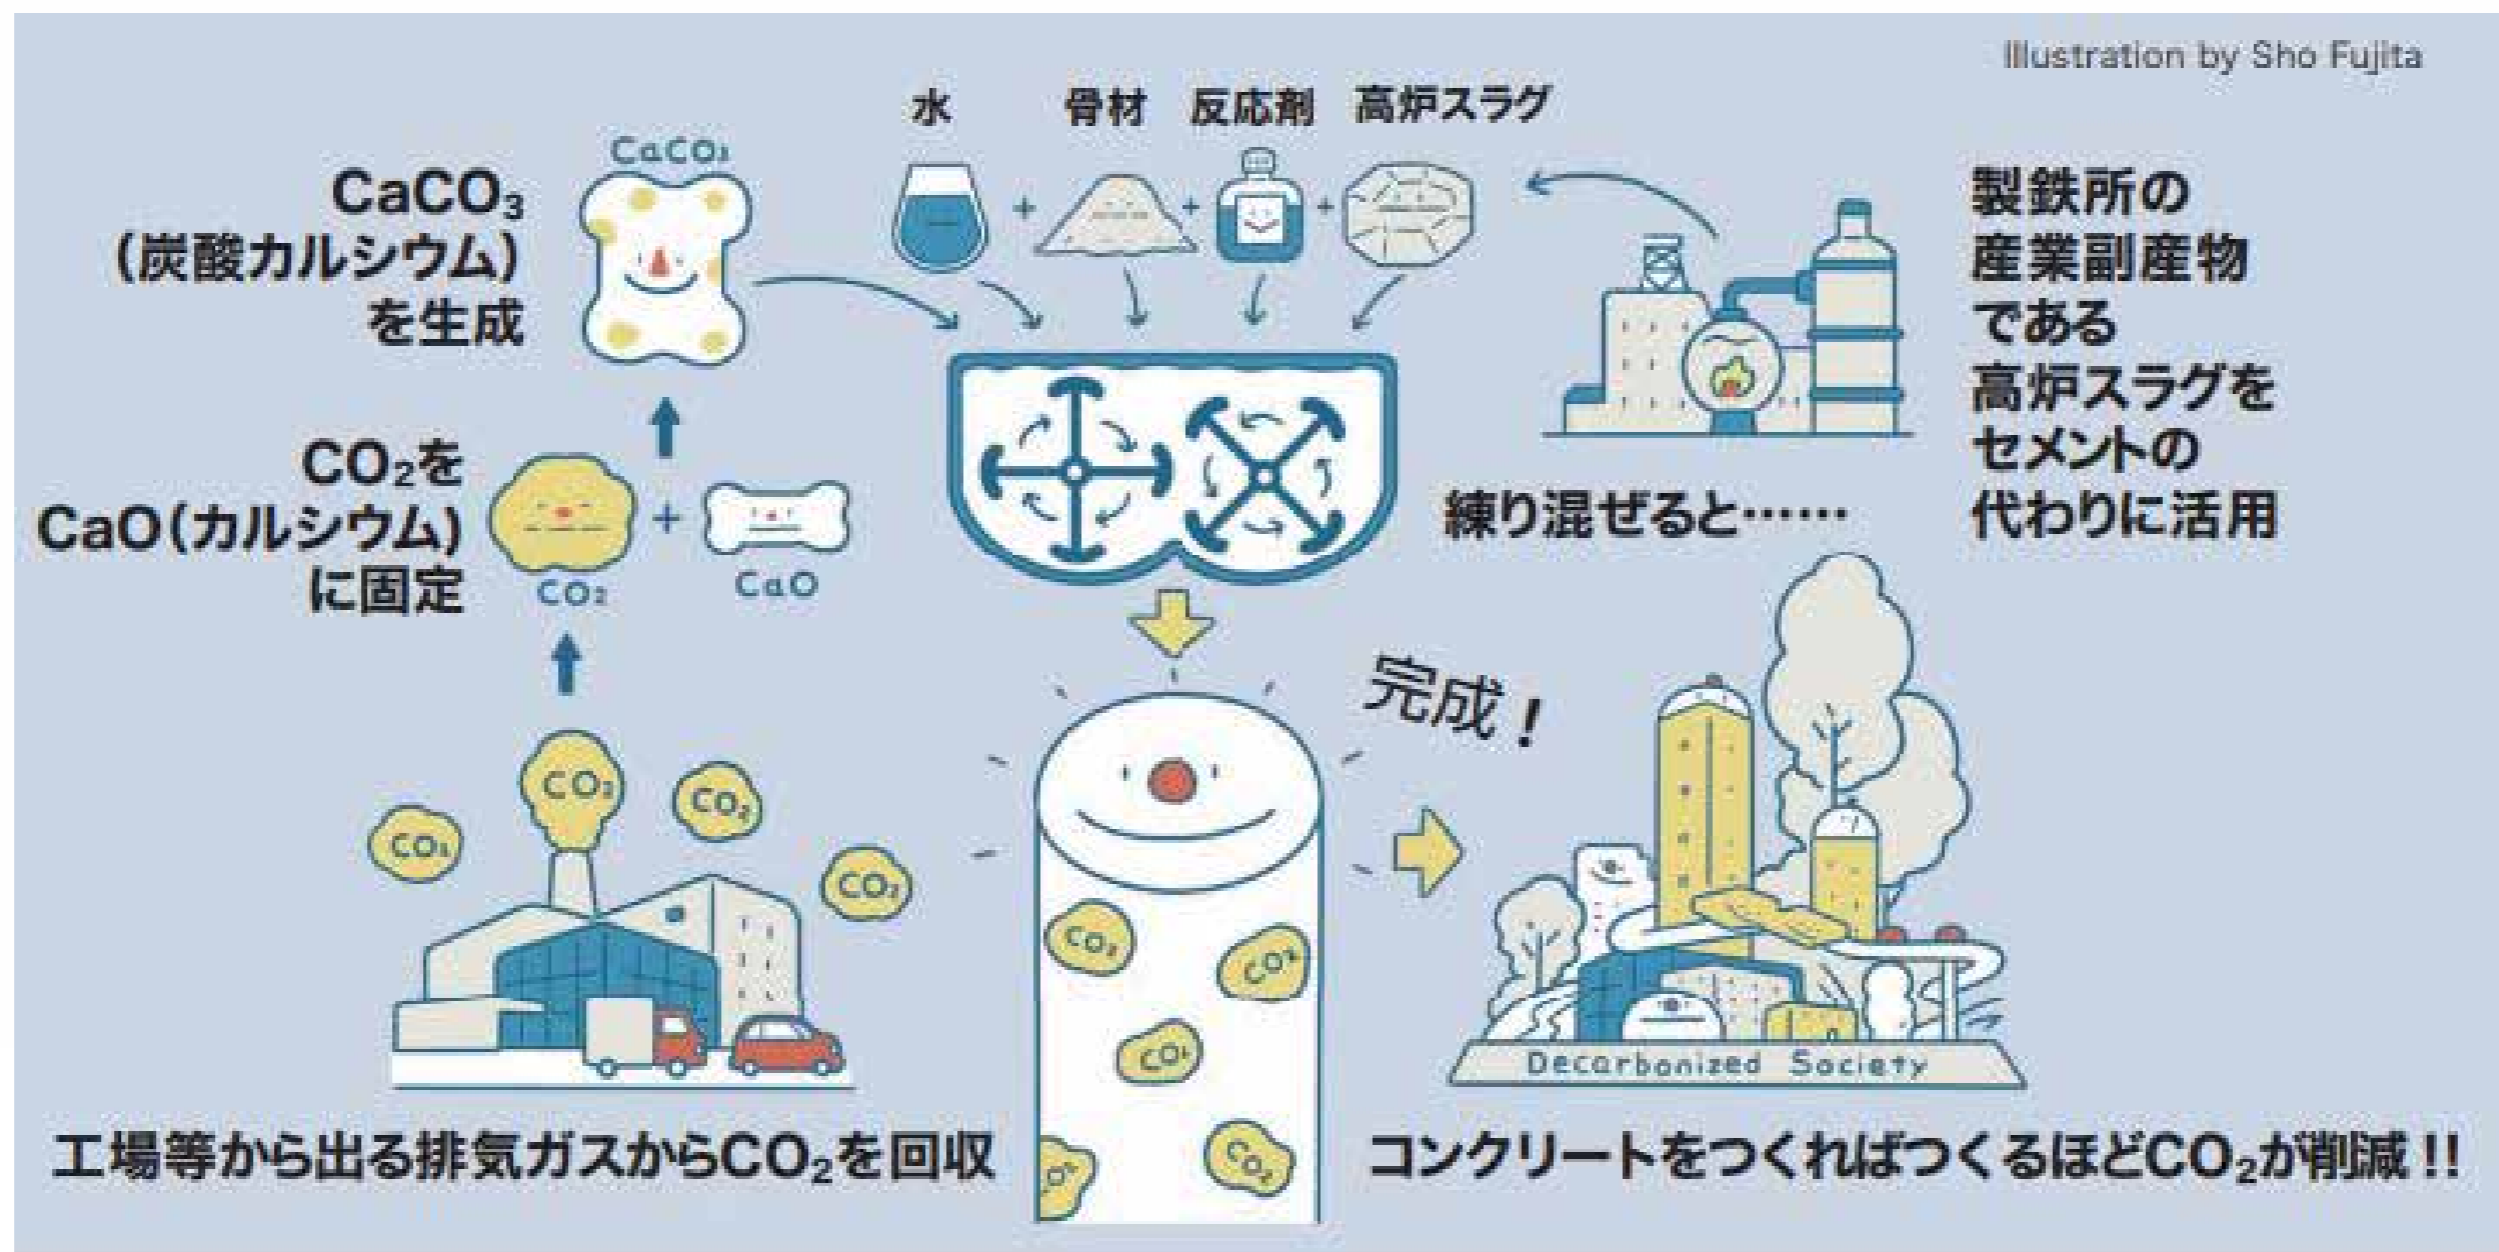 Illustration by Sho Fujita
水 骨材 反応剤 高炉スラグ
CaCO₃
CaCO₃
（炭酸カルシウム）
を生成
製鉄所の
産業副産物
である
高炉スラグを
セメントの
代わりに活用
CO₂を
CaO（カルシウム）
に固定
+
CO₂
CaO
+ + +
練り混ぜると……
完成！
CO₂
CO₂
CO₂
CO₂
CO₂
CO₂
CO₂
CO₂
Decarbonized Society
工場等から出る排気ガスからCO₂を回収
コンクリートをつくればつくるほどCO₂が削減!!